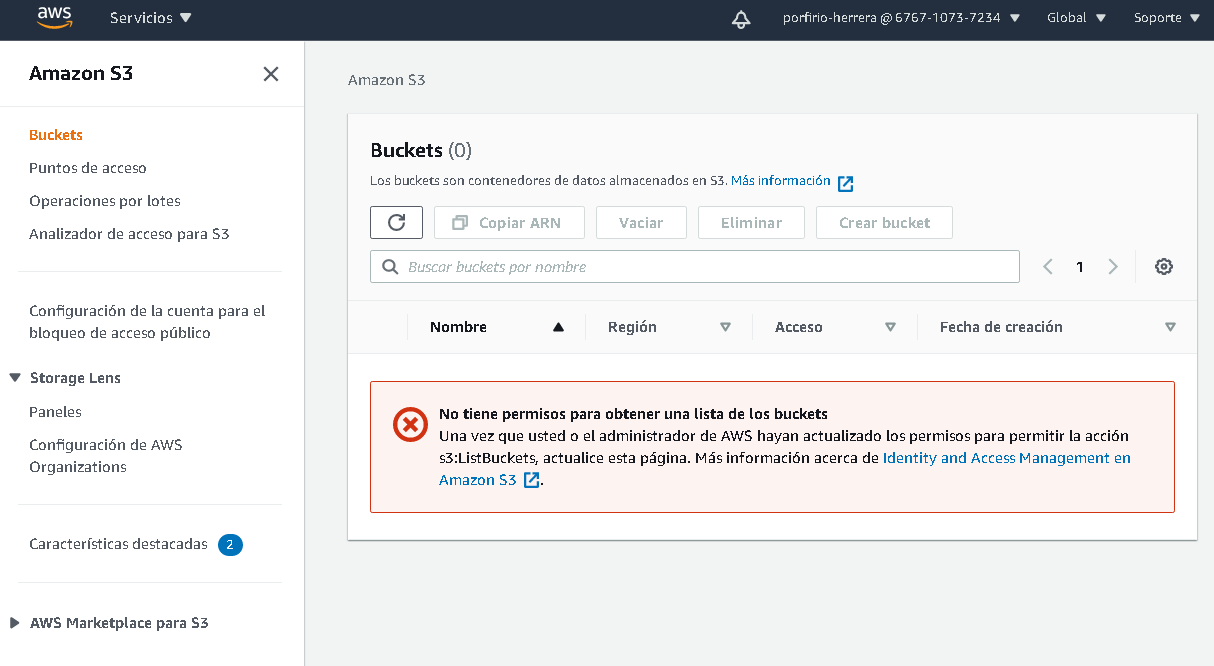 aws
Servicios
porfirio-herrera @ 6767-1073-7234
Global
Soporte
Amazon S3
Buckets
Puntos de acceso
Operaciones por lotes
Analizador de acceso para S3
Configuración de la cuenta para el
bloqueo de acceso público
Storage Lens
Paneles
Configuración de AWS
Organizations
Características destacadas 2
AWS Marketplace para S3
Amazon S3
Buckets (0)
Los buckets son contenedores de datos almacenados en S3. Más información
Copiar ARN
Vaciar
Eliminar
Crear bucket
Buscar buckets por nombre
1
Nombre
Región
Acceso
Fecha de creación
No tiene permisos para obtener una lista de los buckets
Una vez que usted o el administrador de AWS hayan actualizado los permisos para permitir la acción
s3:ListBuckets, actualice esta página. Más información acerca de Identity and Access Management en
Amazon S3 .